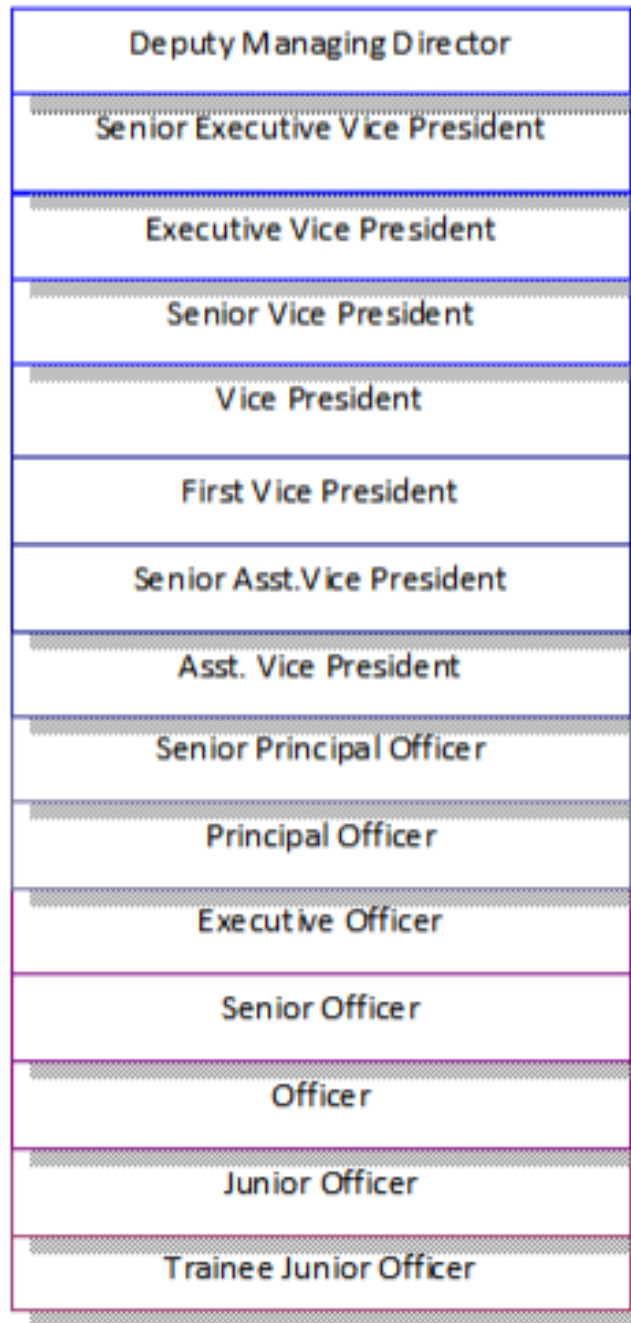 Deputy Managing Director
Senior Executive Vice President
Executive Vice President
Senior Vice President
Vice President
First Vice President
Senior Asst.Vice President
Asst. Vice President
Senior Principal Officer
Principal Officer
Executive Officer
Senior Officer
Officer
Junior Officer
Trainee Junior Officer